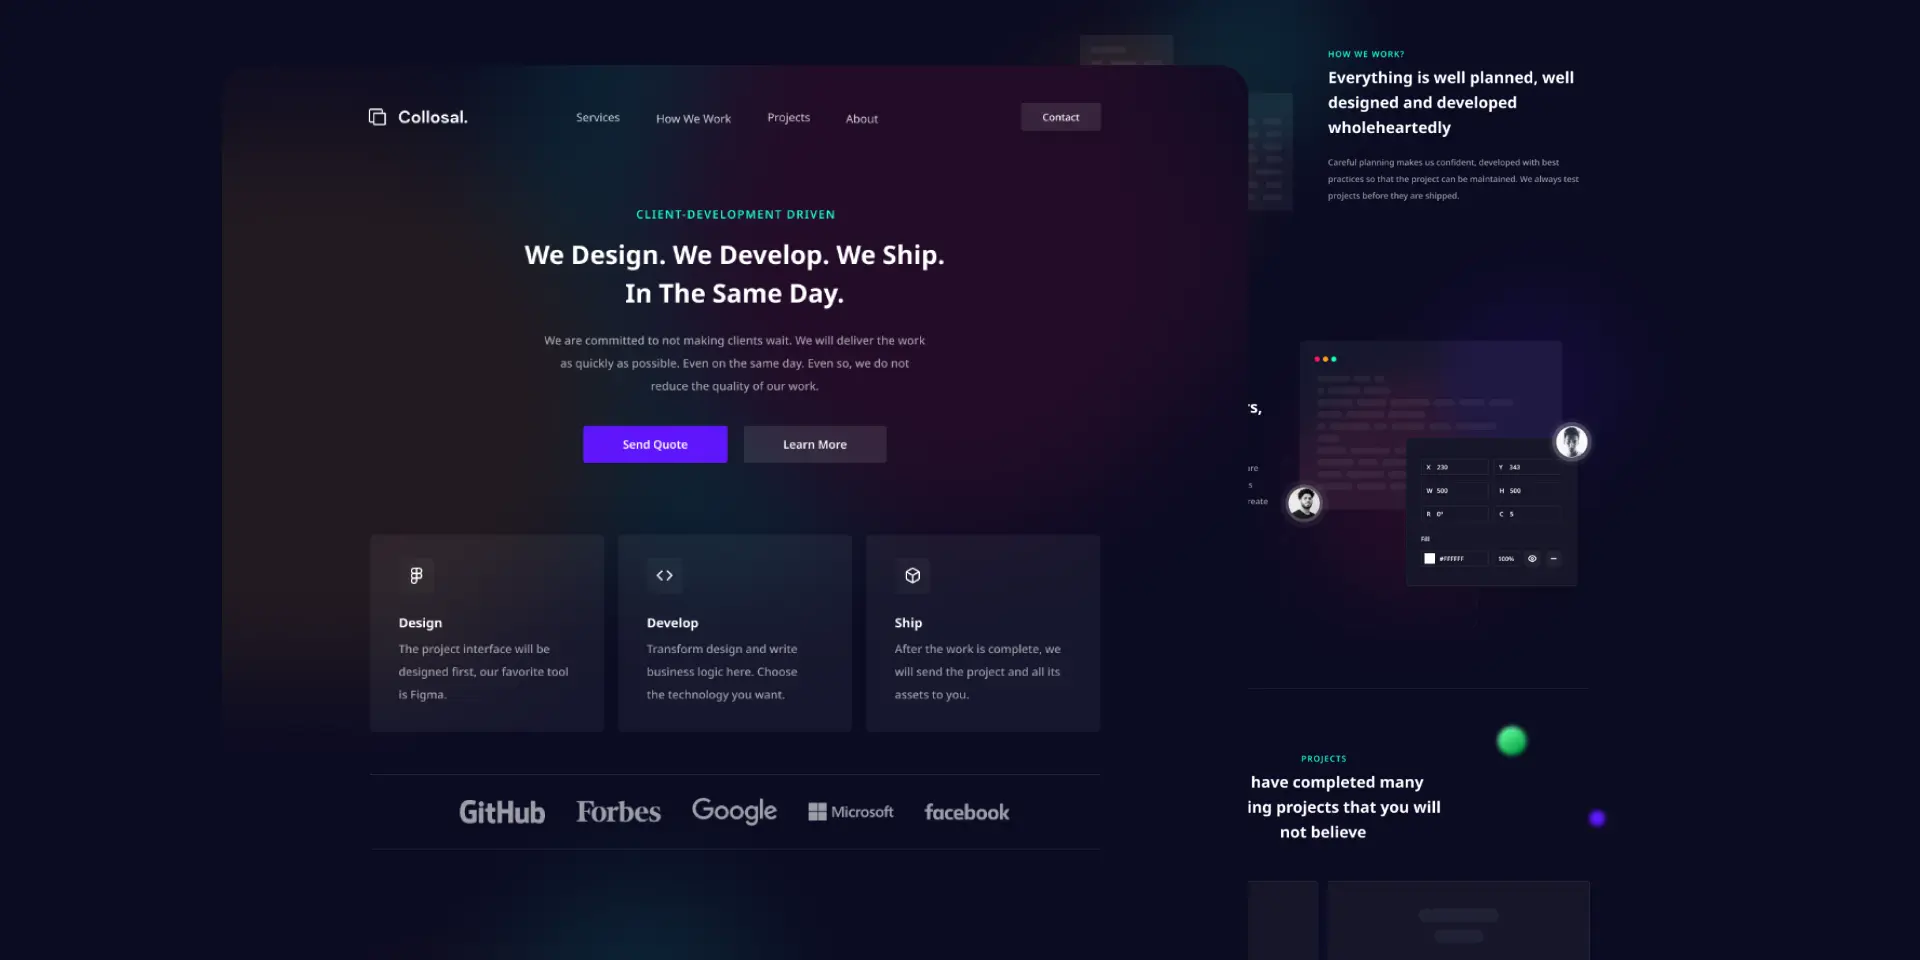 Collosal.
Services
How We Work
Projects
About
Contact
CLIENT-DEVELOPMENT DRIVEN
We Design. We Develop. We Ship.
In The Same Day.
We are committed to not making clients wait. We will deliver the work
as quickly as possible. Even on the same day. Even so, we do not
reduce the quality of our work.
Send Quote
Learn More
Design
The project interface will be
designed first, our favorite tool
is Figma.
Develop
Transform design and write
business logic here. Choose
the technology you want.
Ship
After the work is complete, we
will send the project and all its
assets to you.
GitHub
Forbes
Google
Microsoft
facebook
HOW WE WORK?
Everything is well planned, well
designed and developed
wholeheartedly
Careful planning makes us confident, developed with best
practices so that the project can be maintained. We always test
projects before they are shipped.
X 230
Y 343
W 500
H 500
R 0°
C 5
Fill
#FFFFFF
100%
PROJECTS
have completed many
ing projects that you will
not believe